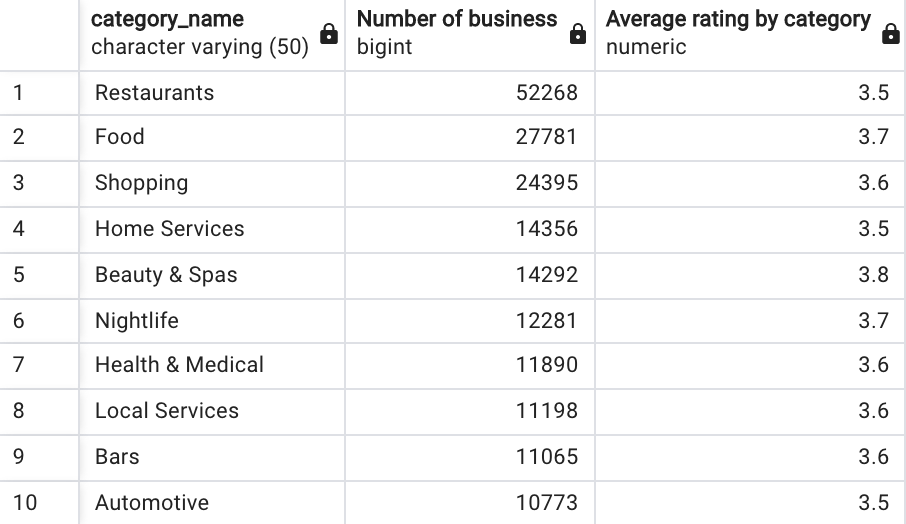 category_name Number of business Average rating by category
character varying (50) bigint numeric
1 Restaurants 52268 3.5
2 Food 27781 3.7
3 Shopping 24395 3.6
4 Home Services 14356 3.5
5 Beauty & Spas 14292 3.8
6 Nightlife 12281 3.7
7 Health & Medical 11890 3.6
8 Local Services 11198 3.6
9 Bars 11065 3.6
10 Automotive 10773 3.5